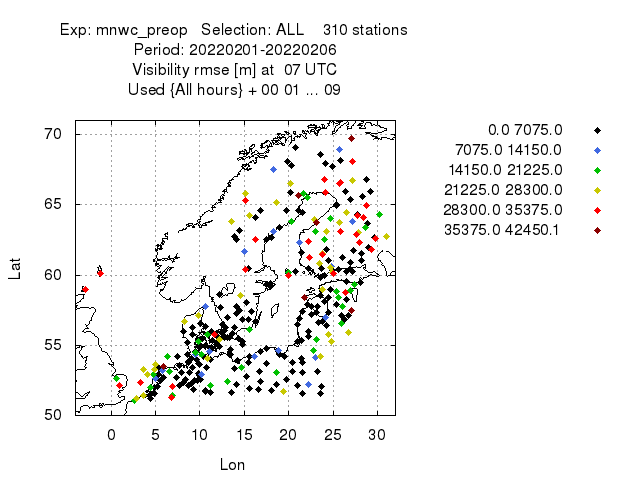 Exp: mnwc_preop   Selection: ALL    310 stations
Period: 20220201-20220206
Visibility rmse [m] at  07 UTC
Used {All hours} + 00 01 ... 09
70
65
60
55
50
Lat
0 5 10 15 20 25 30
Lon
0.0 7075.0
7075.0 14150.0
14150.0 21225.0
21225.0 28300.0
28300.0 35375.0
35375.0 42450.1